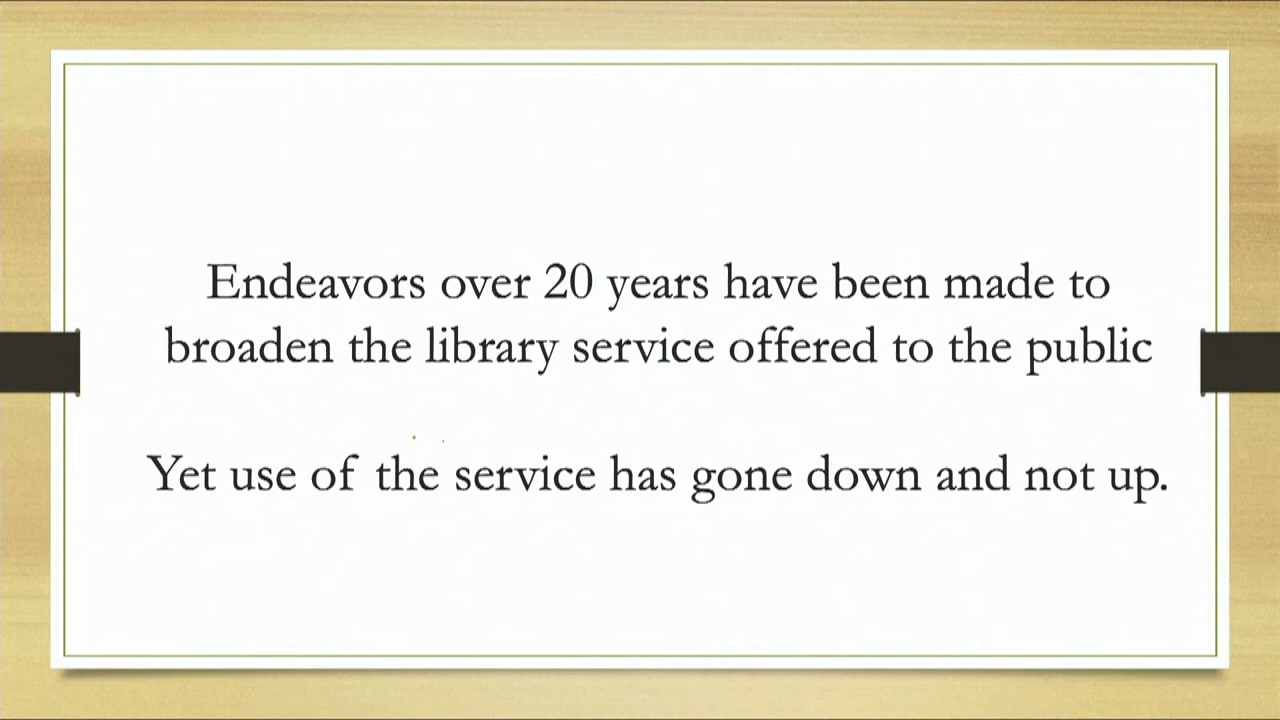 Endeavors over 20 years have been made to
broaden the library service offered to the public
Yet use of the service has gone down and not up.